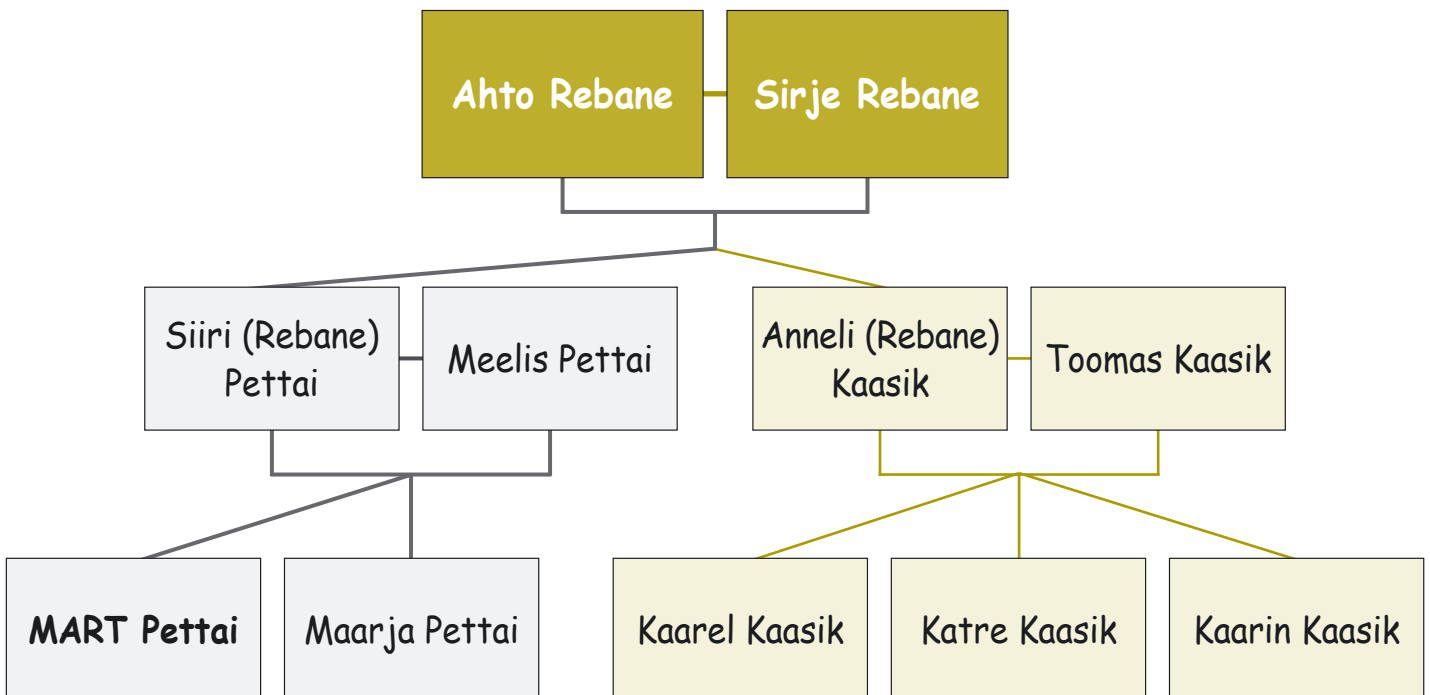 Ahto Rebane
Sirje Rebane
Siiri (Rebane)
Pettai
Meelis Pettai
Anneli (Rebane)
Kaasik
Toomas Kaasik
MART Pettai
Maarja Pettai
Kaarel Kaasik
Katre Kaasik
Kaarin Kaasik